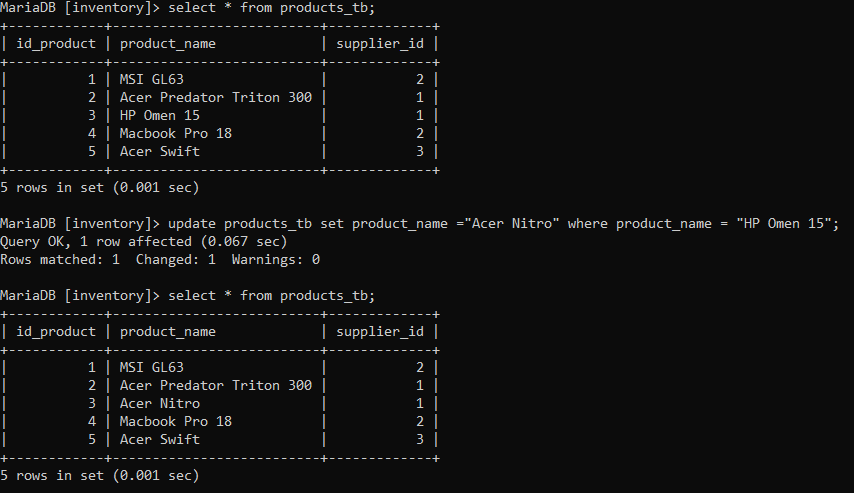 MariaDB [inventory]> select * from products_tb;
+------------+--------------------------+-------------+
| id_product | product_name             | supplier_id |
+------------+--------------------------+-------------+
|          1 | MSI GL63                 |           2 |
|          2 | Acer Predator Triton 300 |           1 |
|          3 | HP Omen 15               |           1 |
|          4 | Macbook Pro 18           |           2 |
|          5 | Acer Swift               |           3 |
+------------+--------------------------+-------------+
5 rows in set (0.001 sec)

MariaDB [inventory]> update products_tb set product_name ="Acer Nitro" where product_name = "HP Omen 15";
Query OK, 1 row affected (0.067 sec)
Rows matched: 1  Changed: 1  Warnings: 0

MariaDB [inventory]> select * from products_tb;
+------------+--------------------------+-------------+
| id_product | product_name             | supplier_id |
+------------+--------------------------+-------------+
|          1 | MSI GL63                 |           2 |
|          2 | Acer Predator Triton 300 |           1 |
|          3 | Acer Nitro               |           1 |
|          4 | Macbook Pro 18           |           2 |
|          5 | Acer Swift               |           3 |
+------------+--------------------------+-------------+
5 rows in set (0.001 sec)